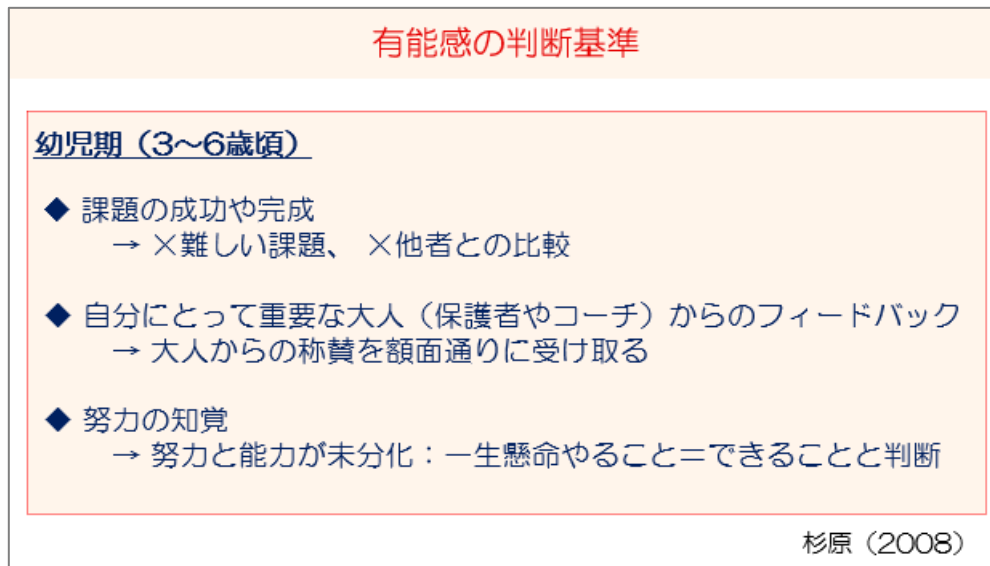 有能感の判断基準
幼児期（3～6歳頃）
◆ 課題の成功や完成
→ ×難しい課題、 ×他者との比較
◆ 自分にとって重要な大人（保護者やコーチ）からのフィードバック
→ 大人からの称賛を額面通りに受け取る
◆ 努力の知覚
→ 努力と能力が未分化：一生懸命やること＝できることと判断
杉原（2008）